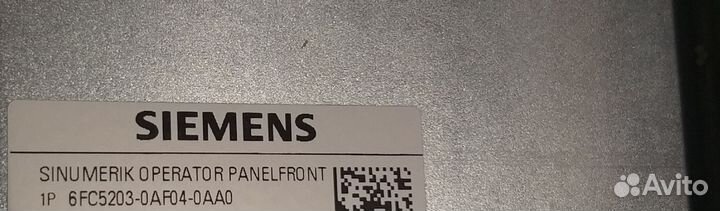 SIEMENS
SINUMERIK OPERATOR PANELFRONT
1P 6FC5203-0AF04-0AA0
Avito